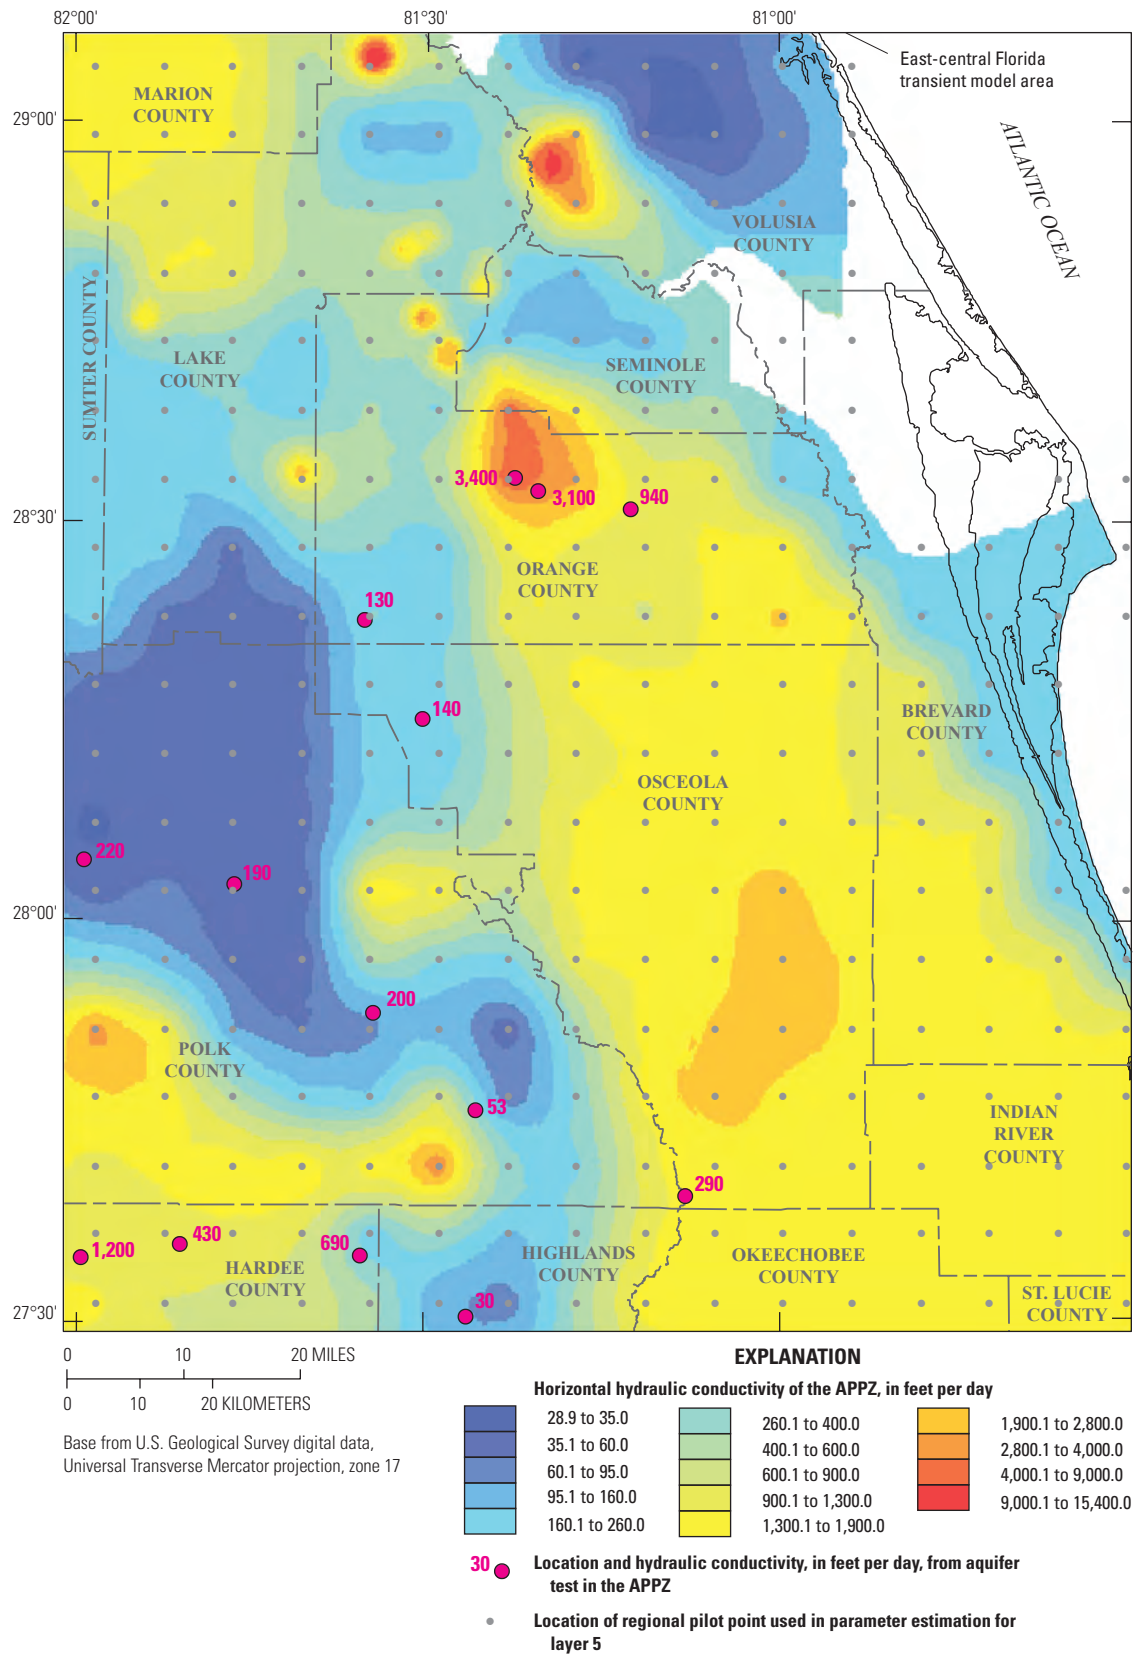 82°00'
81°30'
81°00'
East-central Florida
transient model area
MARION
COUNTY
29°00'
ATLANTIC OCEAN
VOLUSIA
COUNTY
SUMTER COUNTY
LAKE
COUNTY
SEMINOLE
COUNTY
3,400
3,100
940
28°30'
ORANGE
COUNTY
130
140
BREVARD
COUNTY
OSCEOLA
COUNTY
220
190
28°00'
200
POLK
COUNTY
53
INDIAN
RIVER
COUNTY
290
430
1,200
690
HARDEE
COUNTY
HIGHLANDS
COUNTY
OKEECHOBEE
COUNTY
30
ST. LUCIE
COUNTY
27°30'
0 10 20 MILES
0 10 20 KILOMETERS
Base from U.S. Geological Survey digital data,
Universal Transverse Mercator projection, zone 17
EXPLANATION
Horizontal hydraulic conductivity of the APPZ, in feet per day
28.9 to 35.0
35.1 to 60.0
60.1 to 95.0
95.1 to 160.0
160.1 to 260.0
260.1 to 400.0
400.1 to 600.0
600.1 to 900.0
900.1 to 1,300.0
1,300.1 to 1,900.0
1,900.1 to 2,800.0
2,800.1 to 4,000.0
4,000.1 to 9,000.0
9,000.1 to 15,400.0
30
Location and hydraulic conductivity, in feet per day, from aquifer
test in the APPZ
Location of regional pilot point used in parameter estimation for
layer 5